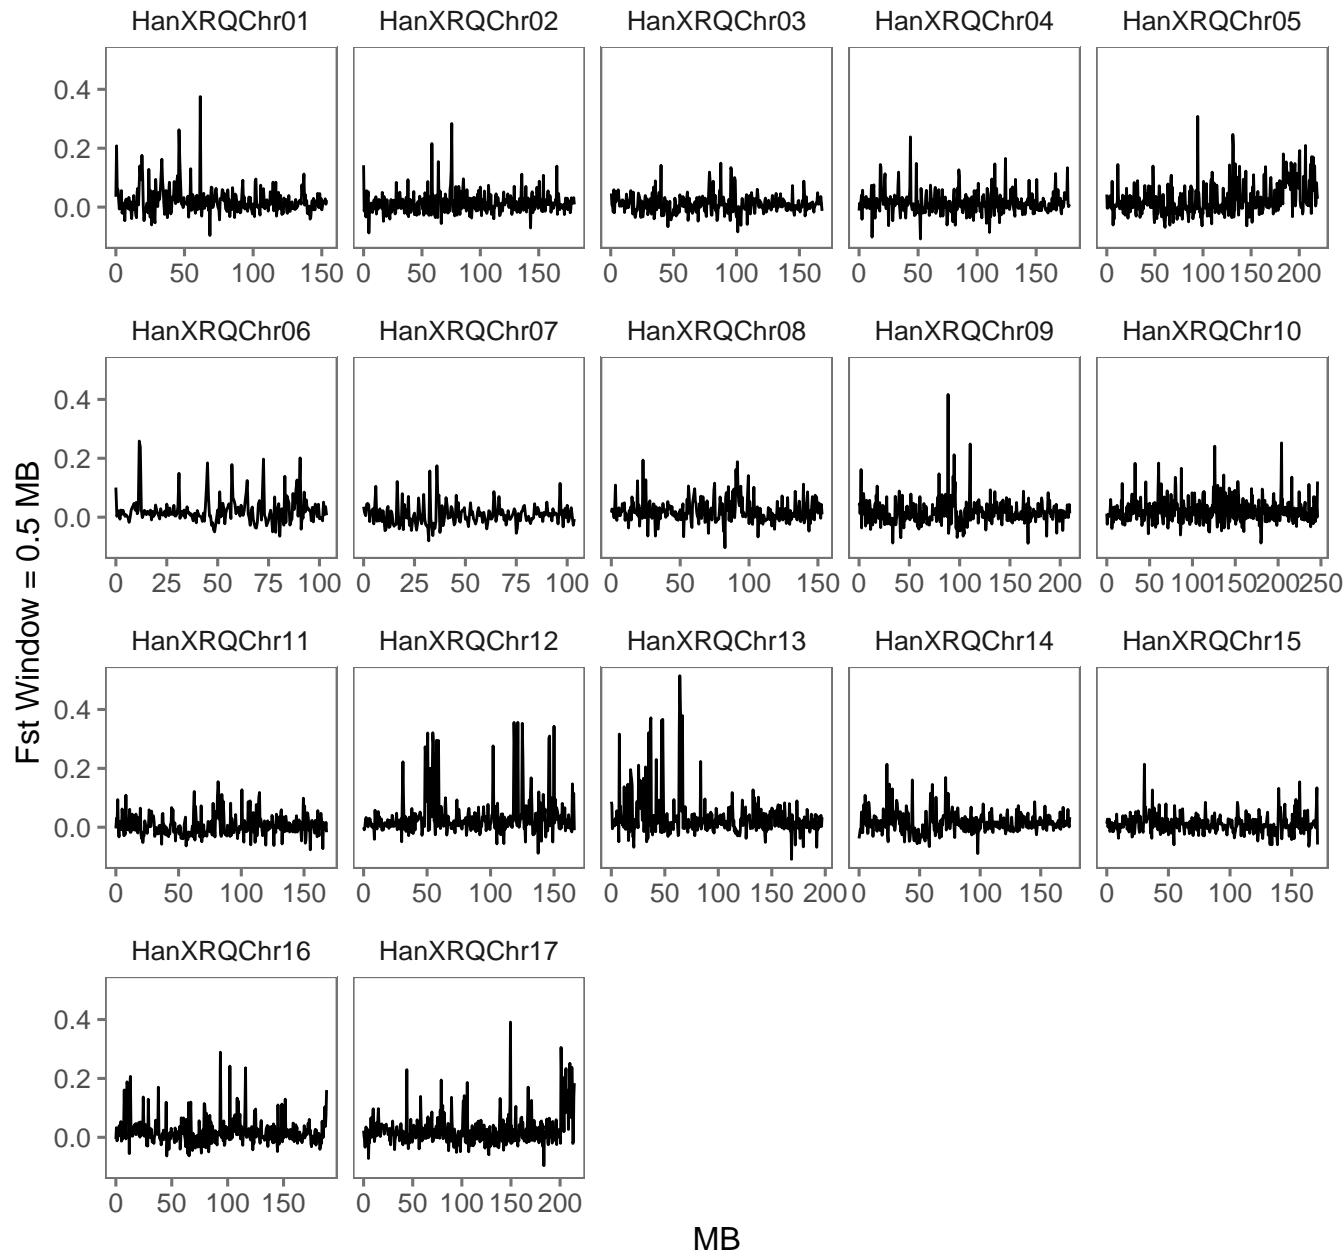 HanXRQChr01 HanXRQChr02 HanXRQChr03 HanXRQChr04 HanXRQChr05
0.4
0.2
0.0
0 50 100 150 0 50 100 150 0 50 100 150 0 50 100 150 0 50 100 150 200
HanXRQChr06 HanXRQChr07 HanXRQChr08 HanXRQChr09 HanXRQChr10
0.4
0.2
0.0
0 25 50 75 100 0 25 50 75 100 0 50 100 150 0 50 100 150 200 0 50 100 150 200 250
Fst Window = 0.5 MB
HanXRQChr11 HanXRQChr12 HanXRQChr13 HanXRQChr14 HanXRQChr15
0.4
0.2
0.0
0 50 100 150 0 50 100 150 0 50 100 150 200 0 50 100 150 0 50 100 150
HanXRQChr16 HanXRQChr17
0.4
0.2
0.0
0 50 100 150 0 50 100 150 200
MB